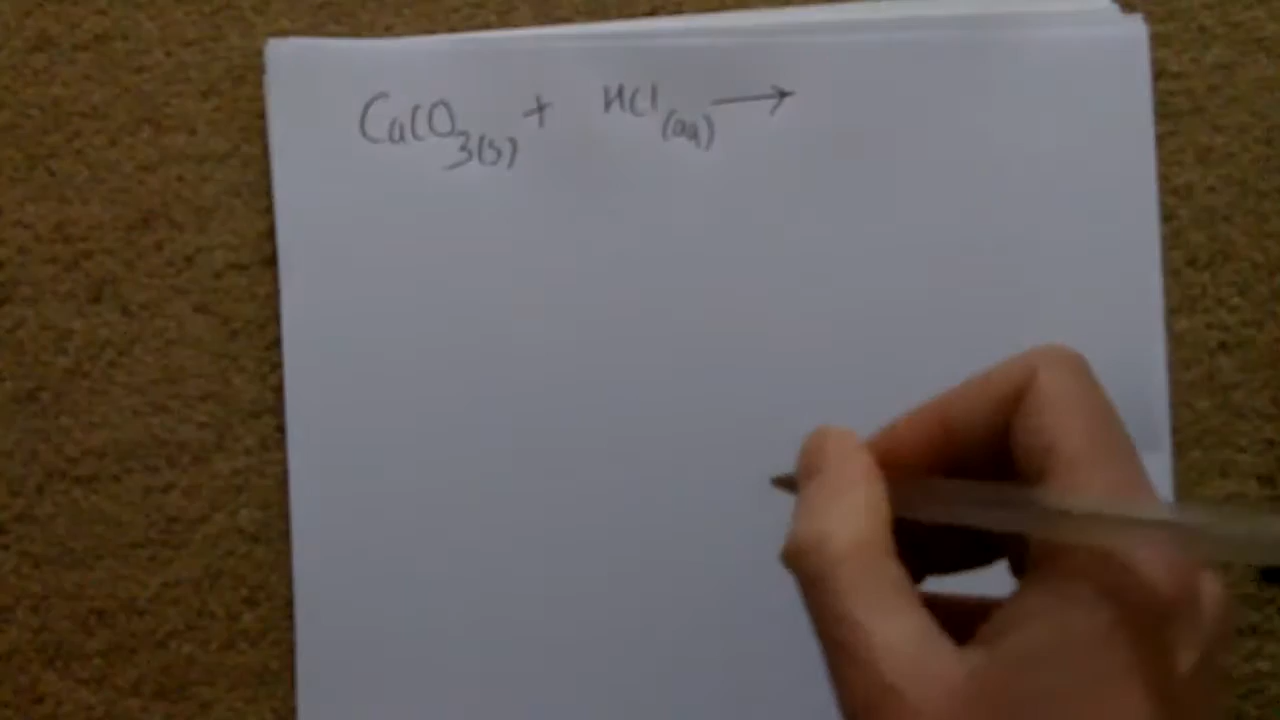 CaCO3(s) + HCl(aq) →